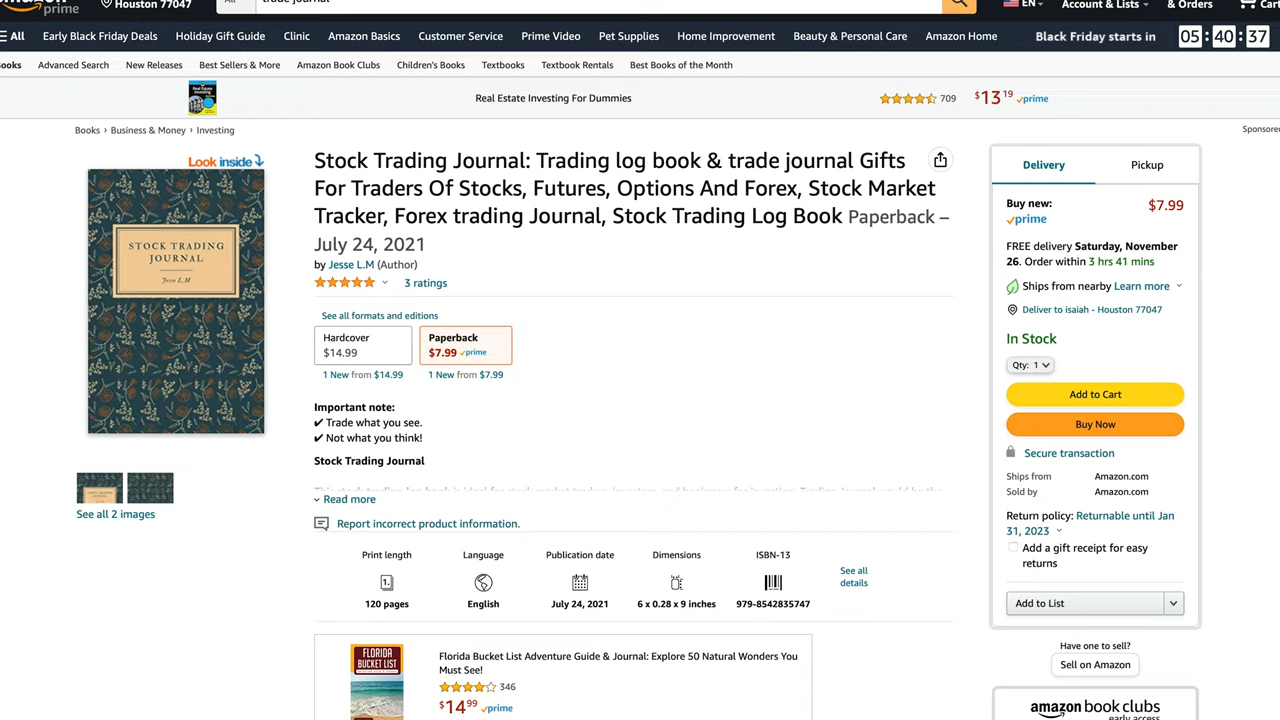 prime
Houston 77047
All
trade journal
EN
Account & Lists
& Orders
Cart
All
Early Black Friday Deals
Holiday Gift Guide
Clinic
Amazon Basics
Customer Service
Prime Video
Pet Supplies
Home Improvement
Beauty & Personal Care
Amazon Home
Black Friday starts in
05 : 40 : 37
ooks
Advanced Search
New Releases
Best Sellers & More
Amazon Book Clubs
Children's Books
Textbooks
Textbook Rentals
Best Books of the Month
Real Estate Investing For Dummies
709
$13 19 prime
Books › Business & Money › Investing
Sponsored
Look inside
STOCK TRADING
JOURNAL
Jesse L.M
See all 2 images
Stock Trading Journal: Trading log book & trade journal Gifts
For Traders Of Stocks, Futures, Options And Forex, Stock Market
Tracker, Forex trading Journal, Stock Trading Log Book Paperback –
July 24, 2021
by Jesse L.M (Author)
3 ratings
See all formats and editions
Hardcover
$14.99
1 New from $14.99
Paperback
$7.99 prime
1 New from $7.99
Important note:
✔ Trade what you see.
✔ Not what you think!
Stock Trading Journal
Read more
Report incorrect product information.
Print length
120 pages
Language
English
Publication date
July 24, 2021
Dimensions
6 x 0.28 x 9 inches
ISBN-13
979-8542835747
See all
details
FLORIDA
BUCKET LIST
Florida Bucket List Adventure Guide & Journal: Explore 50 Natural Wonders You
Must See!
346
$14 99 prime
Delivery
Pickup
Buy new:
$7.99
prime
FREE delivery Saturday, November
26. Order within 3 hrs 41 mins
Ships from nearby Learn more
Deliver to isaiah - Houston 77047
In Stock
Qty: 1
Add to Cart
Buy Now
Secure transaction
Ships from Amazon.com
Sold by Amazon.com
Return policy: Returnable until Jan
31, 2023
Add a gift receipt for easy
returns
Add to List
Have one to sell?
Sell on Amazon
amazon book clubs
early access